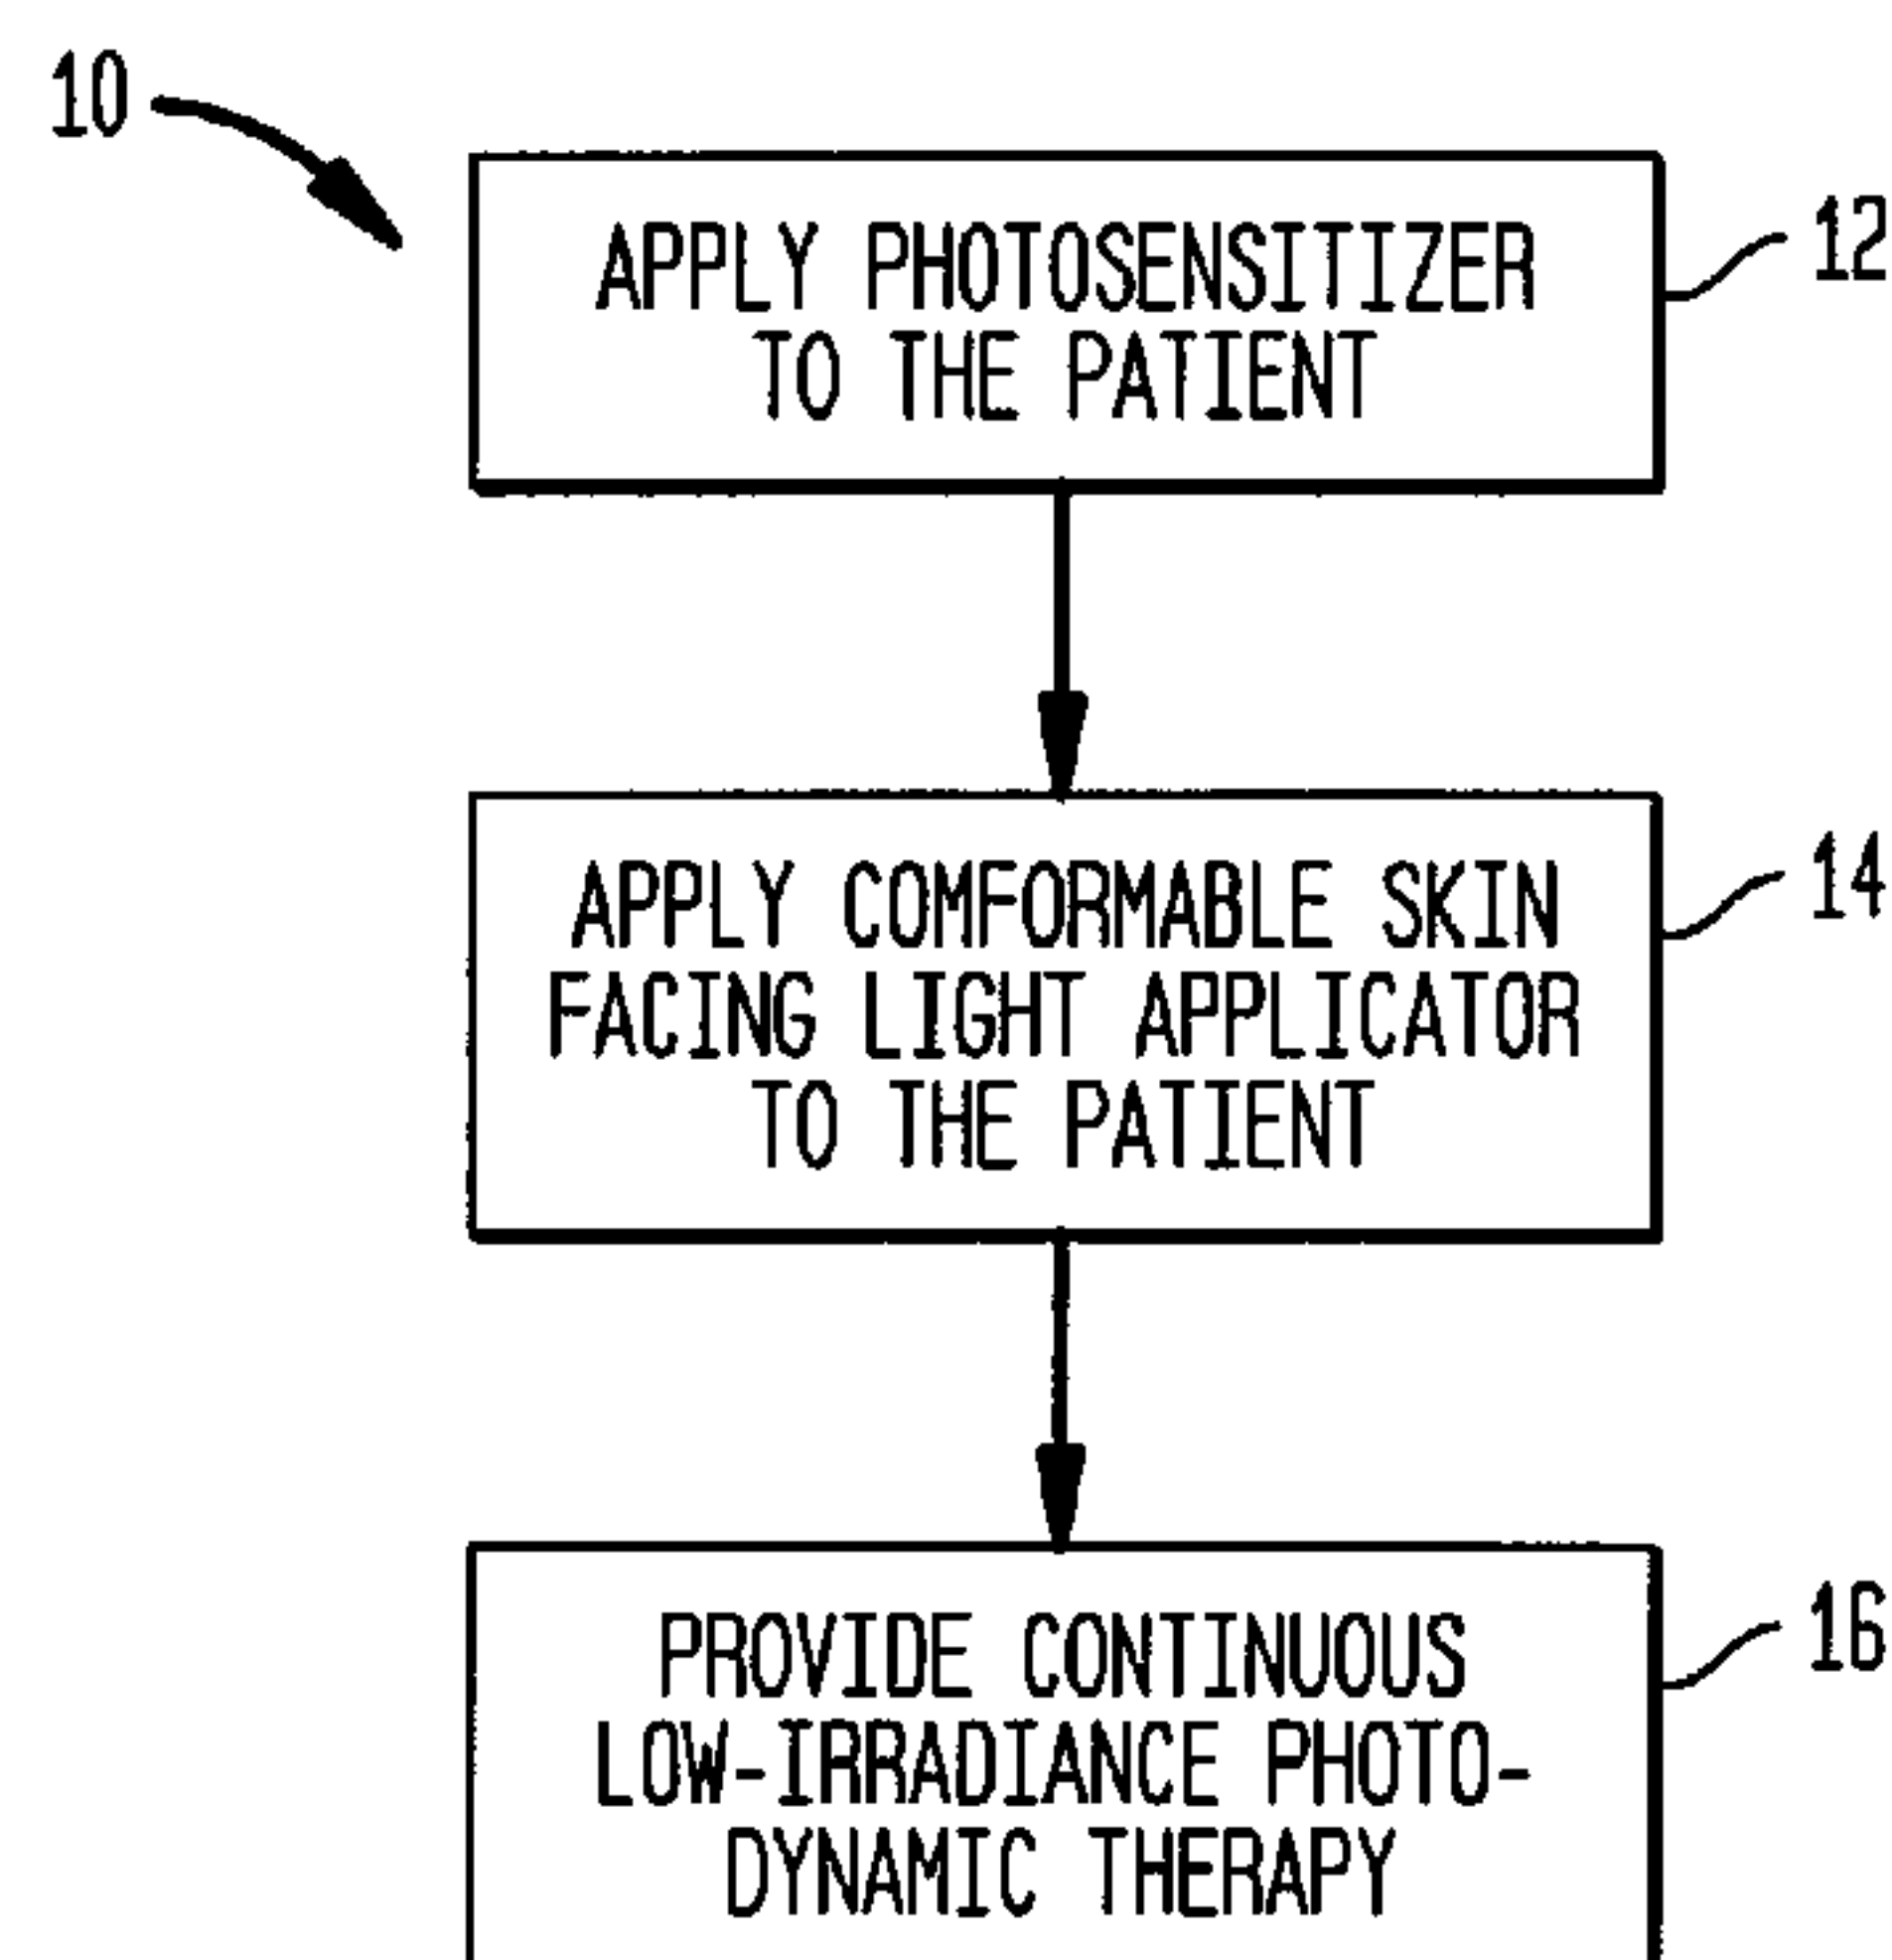 10
APPLY PHOTOSENSITIZER
TO THE PATIENT
12
APPLY COMFORMABLE SKIN
FACING LIGHT APPLICATOR
TO THE PATIENT
14
PROVIDE CONTINUOUS
LOW-IRRADIANCE PHOTO-
DYNAMIC THERAPY
16